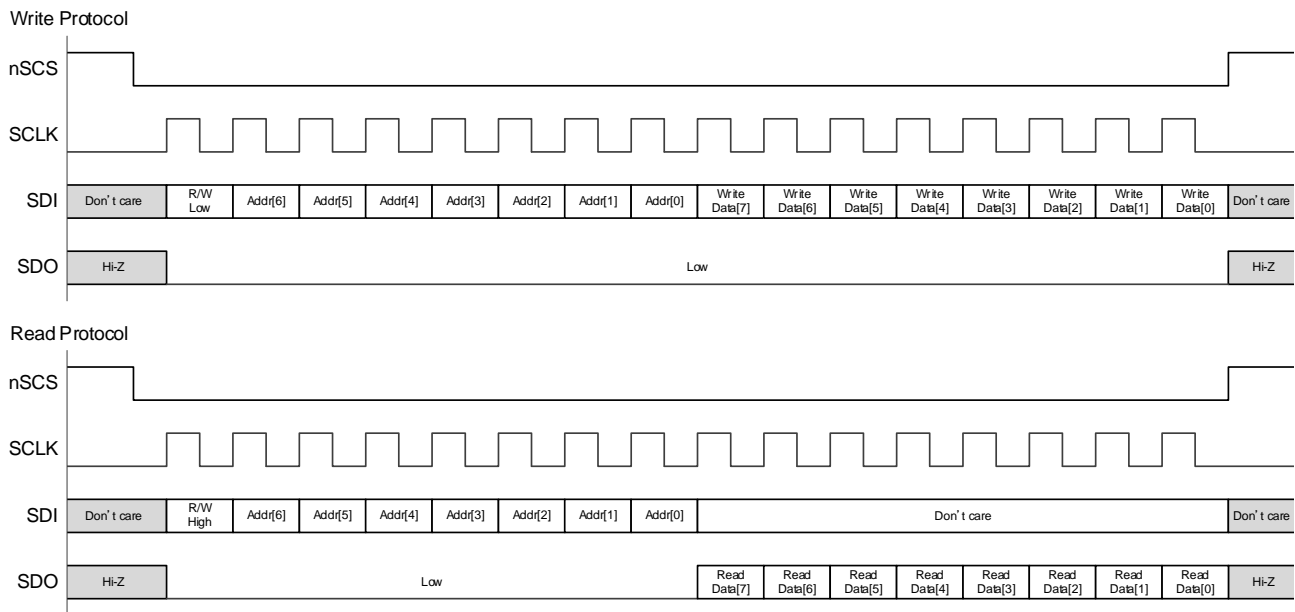 Write Protocol
nSCS
SCLK
SDI Don't care R/W Low Addr[6] Addr[5] Addr[4] Addr[3] Addr[2] Addr[1] Addr[0] Write Data[7] Write Data[6] Write Data[5] Write Data[4] Write Data[3] Write Data[2] Write Data[1] Write Data[0] Don't care
SDO Hi-Z Low Hi-Z
Read Protocol
nSCS
SCLK
SDI Don't care R/W High Addr[6] Addr[5] Addr[4] Addr[3] Addr[2] Addr[1] Addr[0] Don't care Don't care
SDO Hi-Z Low Read Data[7] Read Data[6] Read Data[5] Read Data[4] Read Data[3] Read Data[2] Read Data[1] Read Data[0] Hi-Z